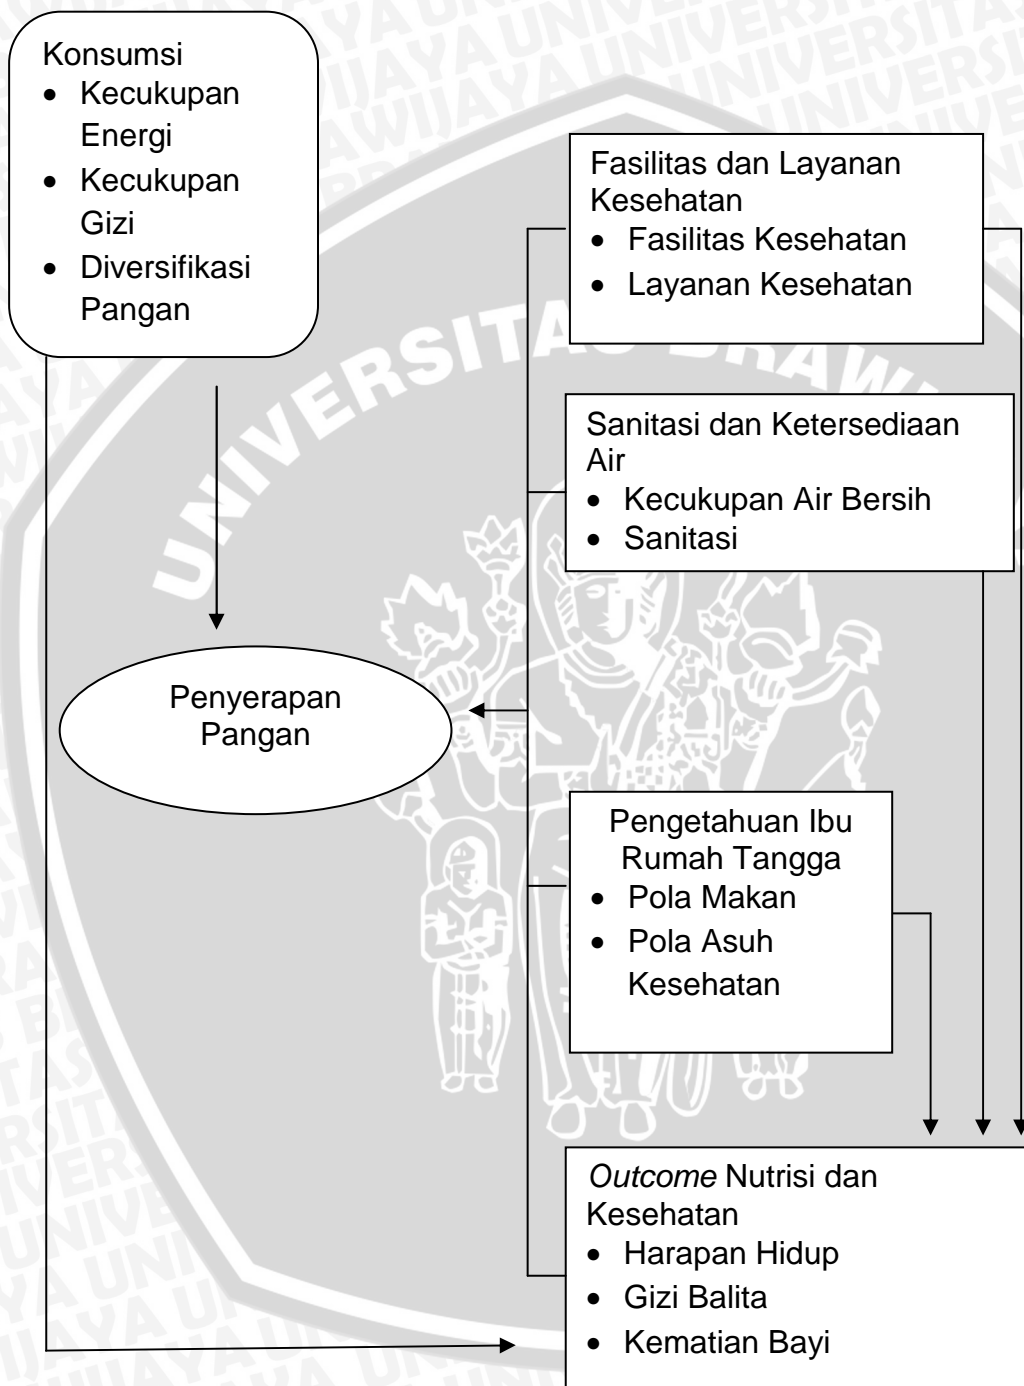 Konsumsi
• Kecukupan
Energi
• Kecukupan
Gizi
• Diversifikasi
Pangan
Fasilitas dan Layanan
Kesehatan
• Fasilitas Kesehatan
• Layanan Kesehatan
Sanitasi dan Ketersediaan
Air
• Kecukupan Air Bersih
• Sanitasi
Penyerapan
Pangan
Pengetahuan Ibu
Rumah Tangga
• Pola Makan
• Pola Asuh
Kesehatan
Outcome Nutrisi dan
Kesehatan
• Harapan Hidup
• Gizi Balita
• Kematian Bayi